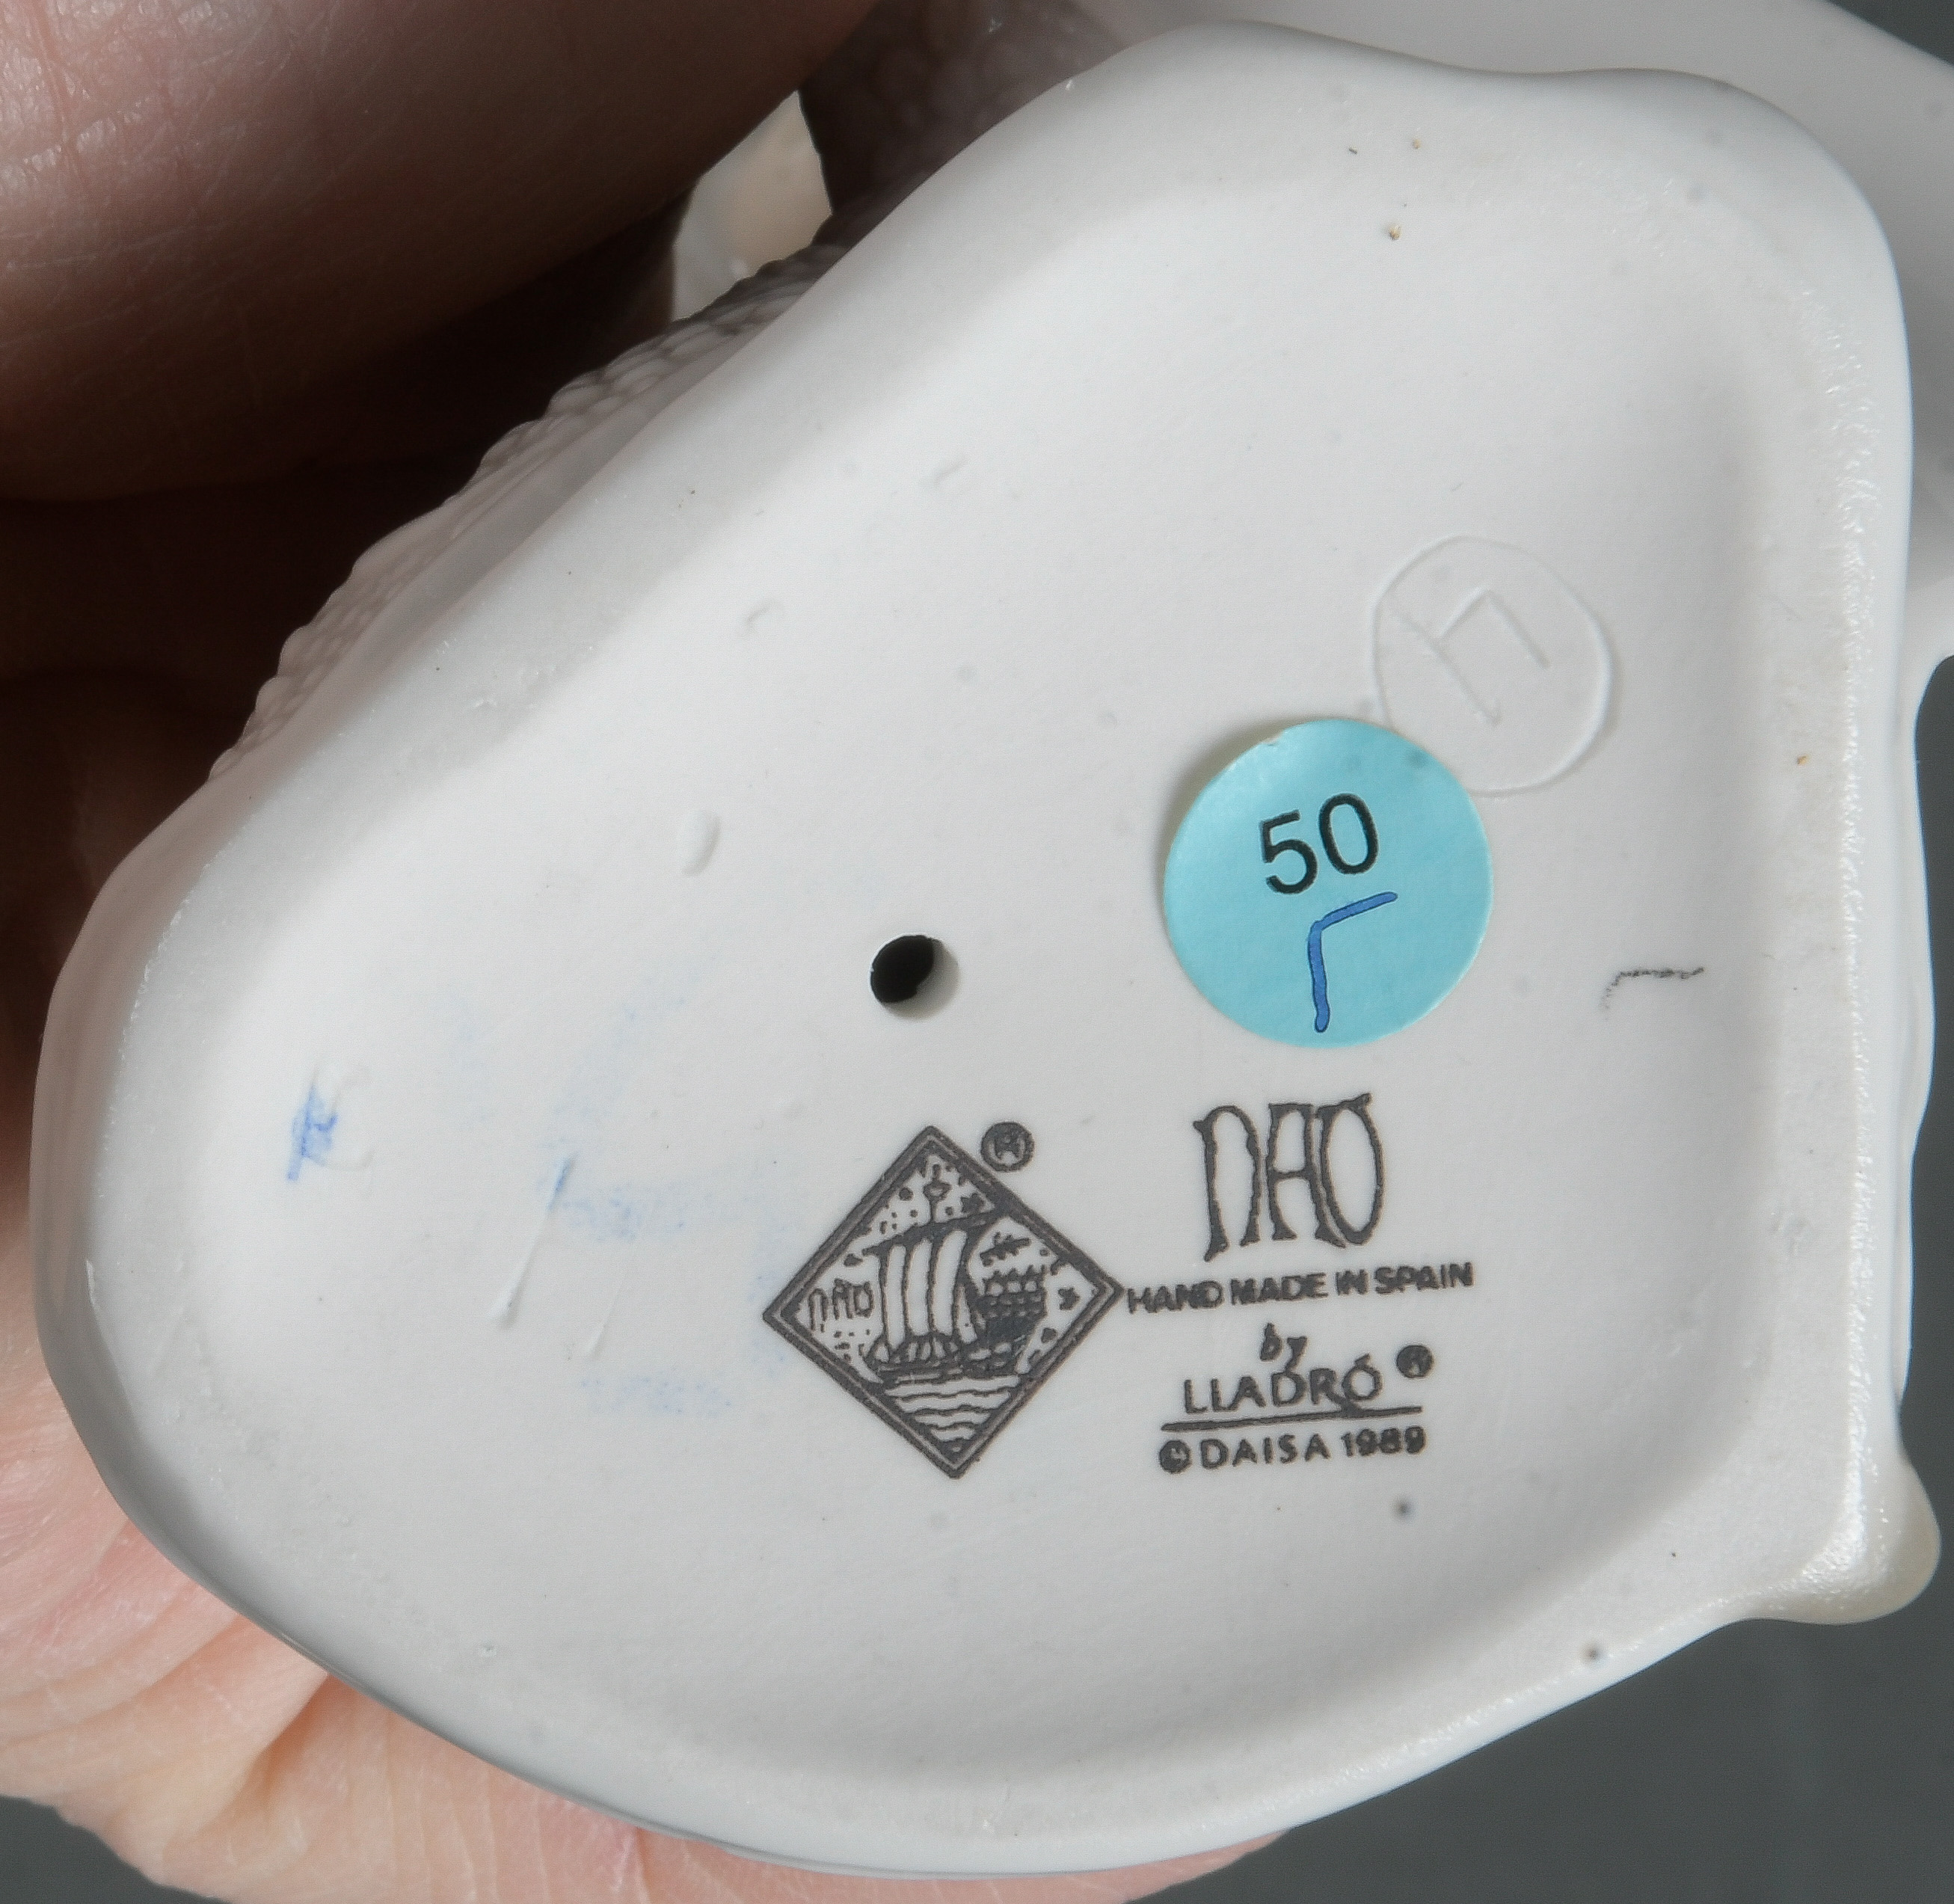 50
NAO
®
NAO
HAND MADE IN SPAIN
by
LLADRÓ ®
© DAISA 1989